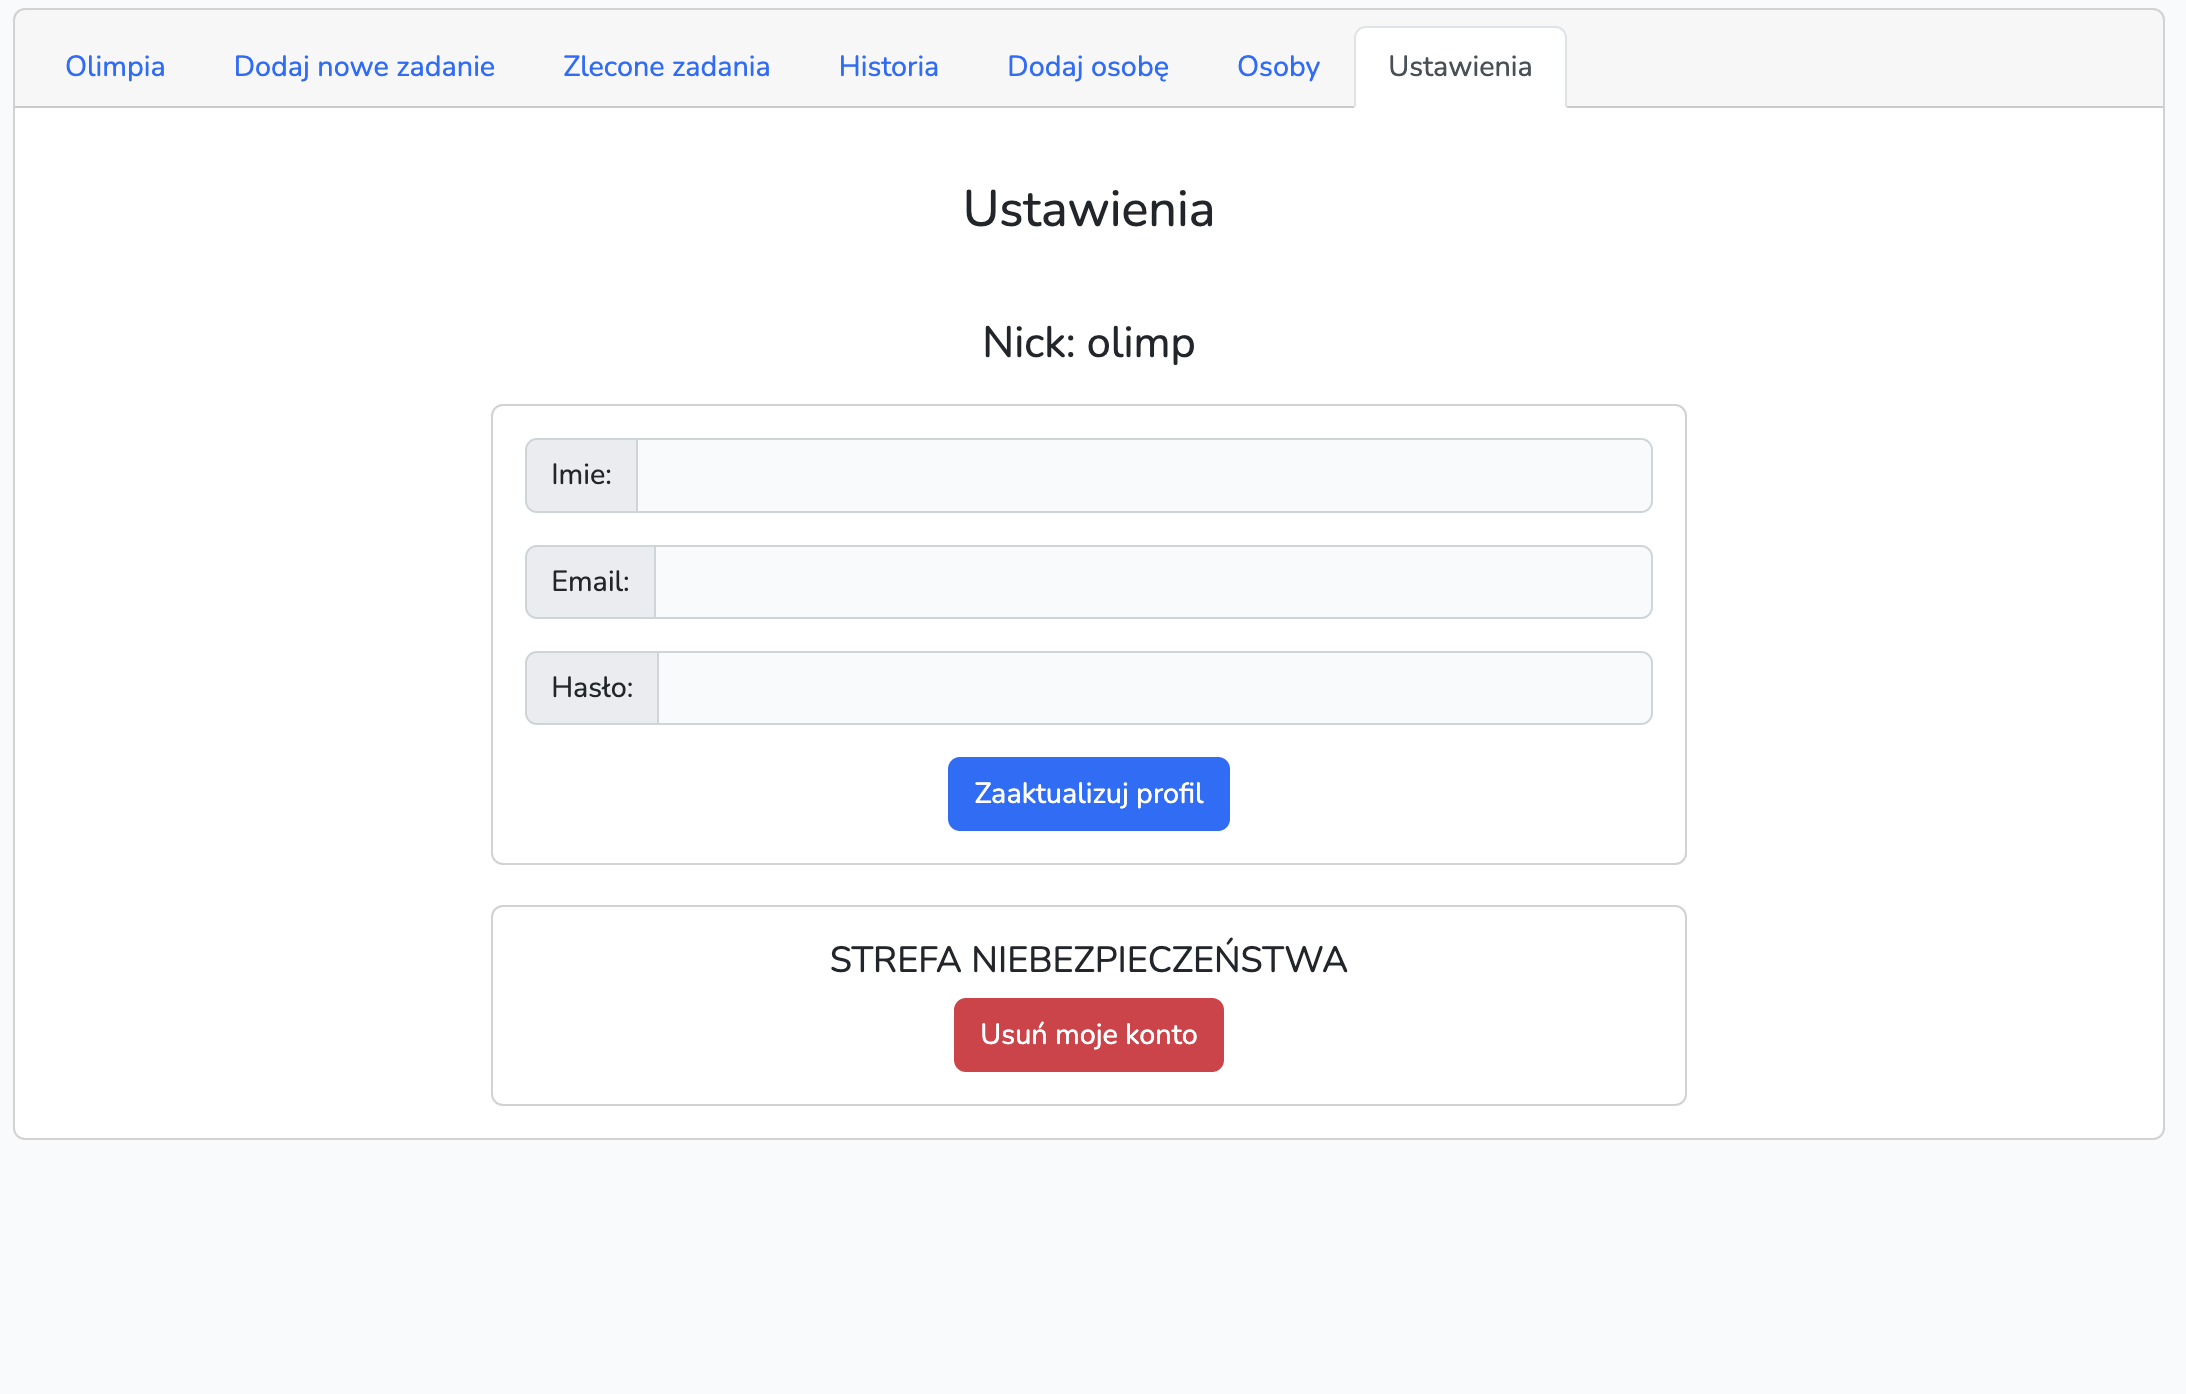 Olimpia Dodaj nowe zadanie Zlecone zadania Historia Dodaj osobę Osoby Ustawienia
Ustawienia
Nick: olimp
Imie:
Email:
Hasło:
Zaaktualizuj profil
STREFA NIEBEZPIECZEŃSTWA
Usuń moje konto